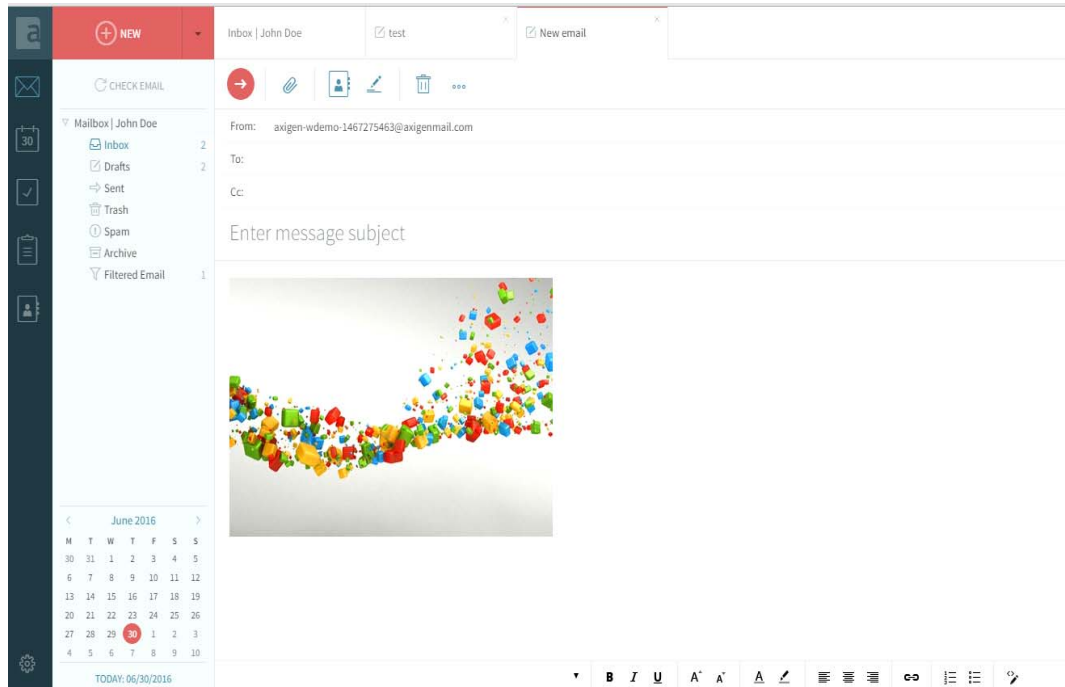 a
NEW
Inbox | John Doe
test
New email
CHECK EMAIL
30
Mailbox | John Doe
Inbox 2
Drafts 2
Sent
Trash
Spam
Archive
Filtered Email 1
From: axigen-wdemo-1467275463@axigenmail.com
To:
Cc:
Enter message subject
June 2016
M T W T F S S
30 31 1 2 3 4 5
6 7 8 9 10 11 12
13 14 15 16 17 18 19
20 21 22 23 24 25 26
27 28 29 30 1 2 3
4 5 6 7 8 9 10
TODAY: 06/30/2016
B I U A A A